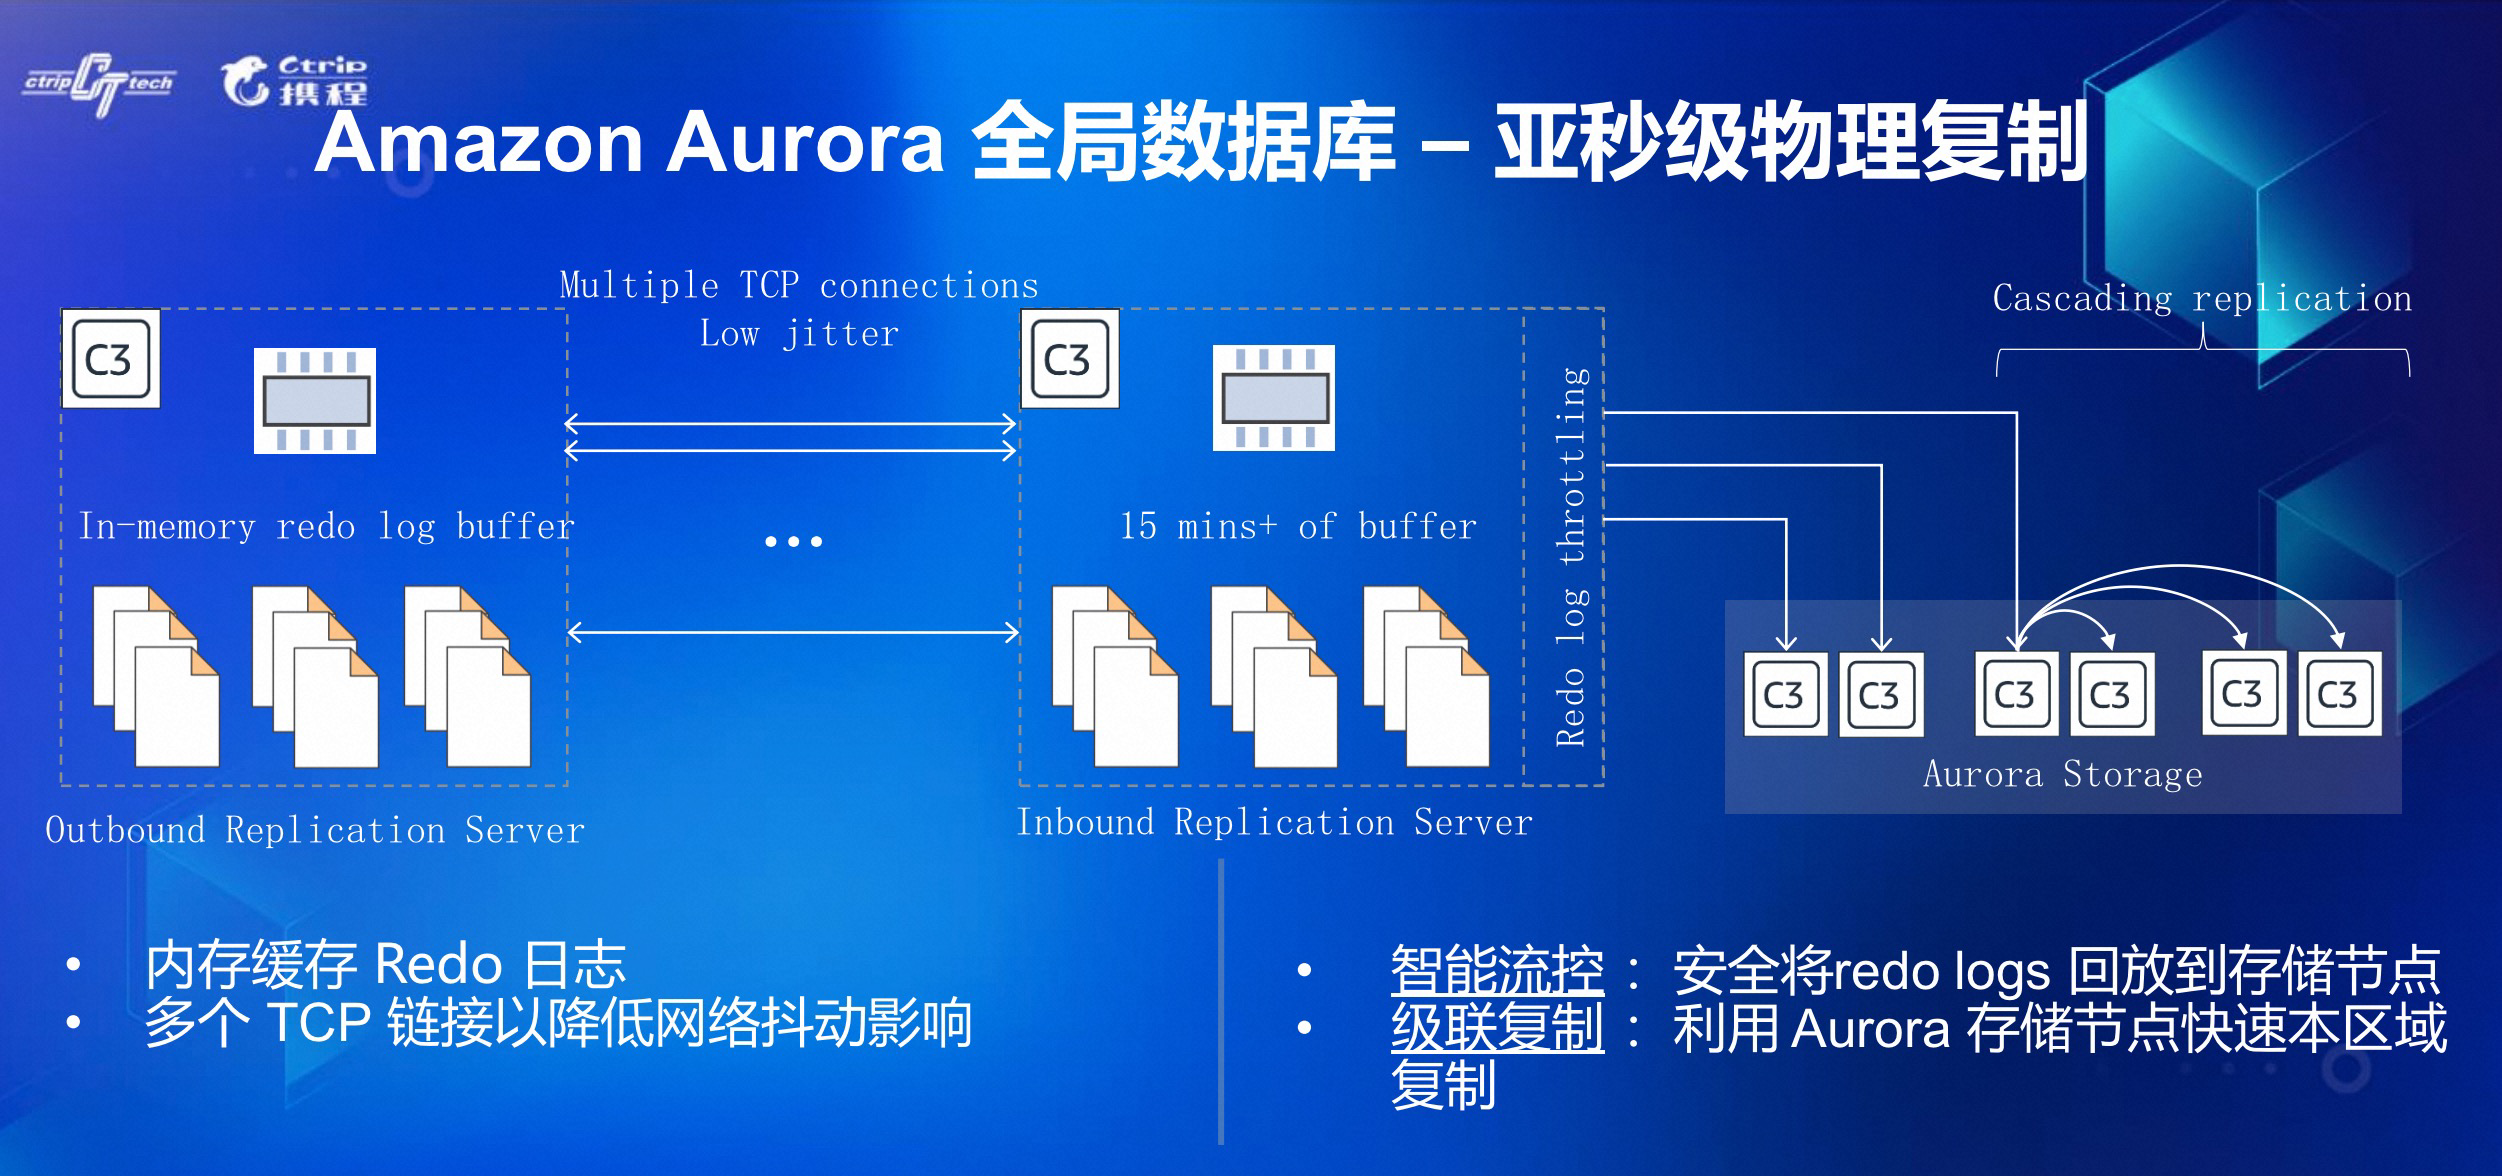 ctrip tech
Ctrip
携程
Amazon Aurora 全局数据库 – 亚秒级物理复制
Multiple TCP connections
Low jitter
Cascading replication
C3
C3
In-memory redo log buffer
15 mins+ of buffer
Redo log throttling
...
C3
C3
C3
C3
C3
C3
Aurora Storage
Outbound Replication Server
Inbound Replication Server
• 内存缓存 Redo 日志
• 多个 TCP 链接以降低网络抖动影响
• 智能流控 ： 安全将redo logs 回放到存储节点
• 级联复制 ： 利用 Aurora 存储节点快速本区域
复制